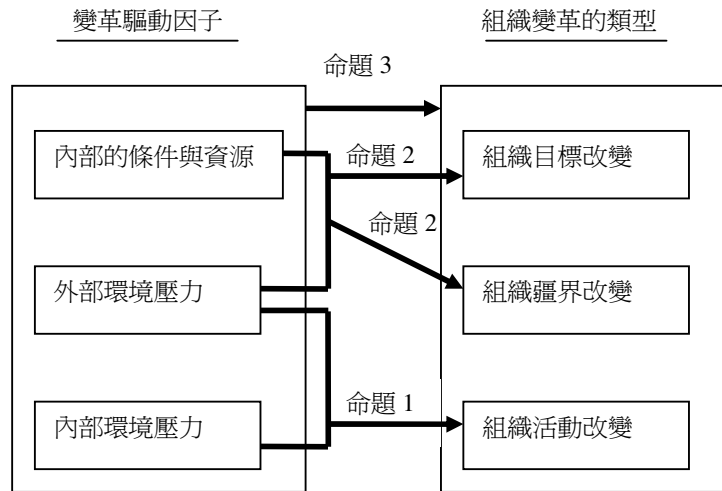 變革驅動因子
組織變革的類型
命題 3
內部的條件與資源
命題 2
組織目標改變
命題 2
外部環境壓力
組織疆界改變
命題 1
內部環境壓力
組織活動改變